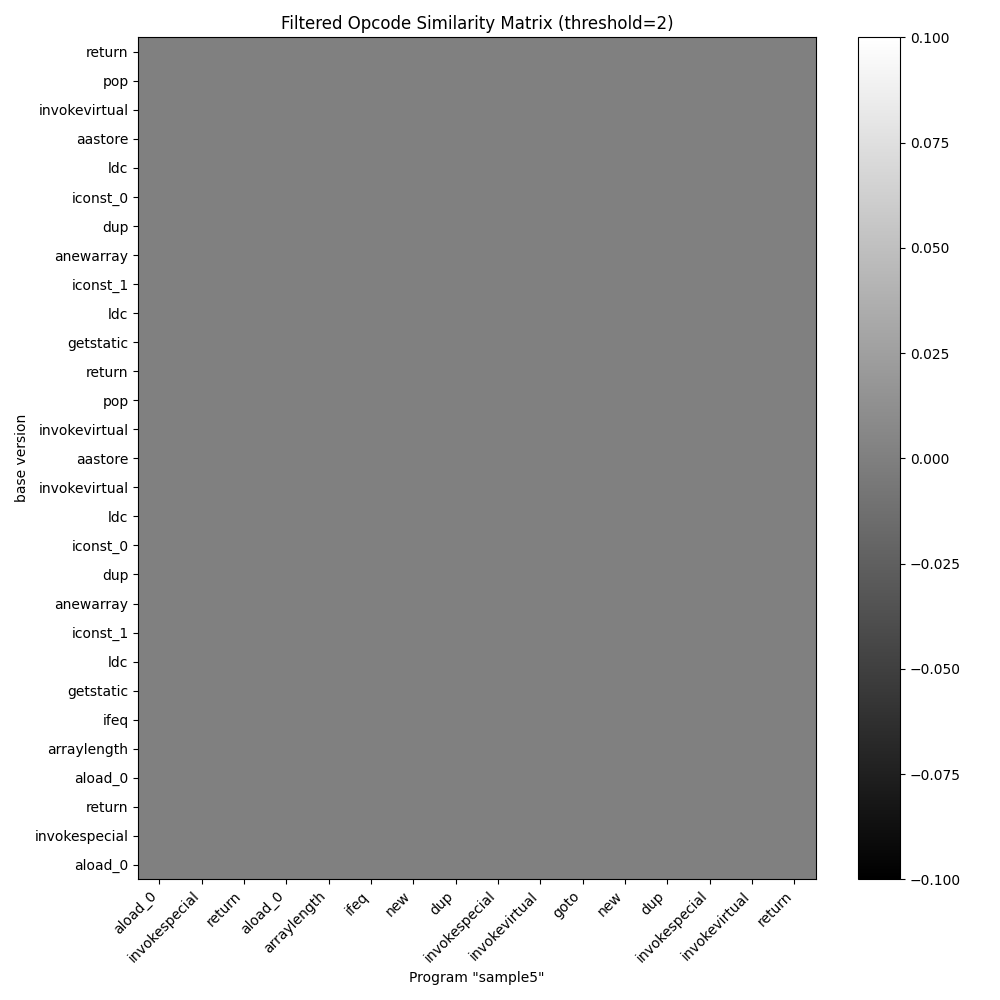 Filtered Opcode Similarity Matrix (threshold=2)
return
pop
invokevirtual
aastore
ldc
iconst_0
dup
anewarray
iconst_1
ldc
getstatic
return
pop
invokevirtual
aastore
invokevirtual
ldc
iconst_0
dup
anewarray
iconst_1
ldc
getstatic
ifeq
arraylength
aload_0
return
invokespecial
aload_0
base version
aload_0
invokespecial
return
aload_0
arraylength
ifeq
new
dup
invokespecial
invokevirtual
goto
new
dup
invokespecial
invokevirtual
return
Program "sample5"
0.100
0.075
0.050
0.025
0.000
−0.025
−0.050
−0.075
−0.100